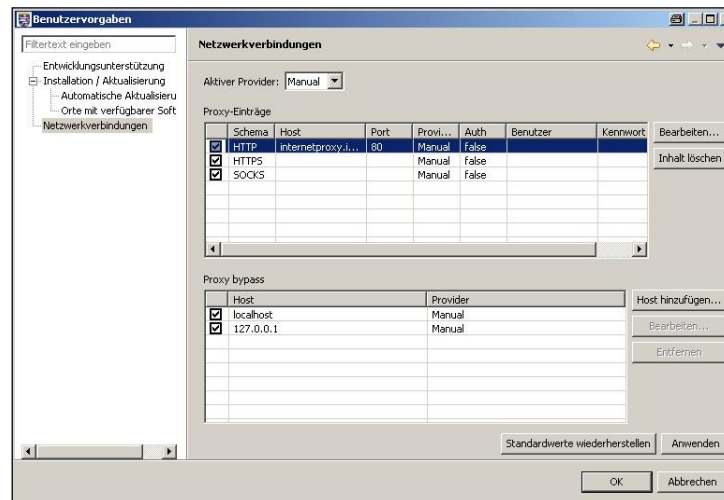 Benutzervorgaben
Filtertext eingeben
Entwicklungsunterstützung
Installation / Aktualisierung
Automatische Aktualisieru
Orte mit verfügbarer Soft
Netzwerkverbindungen
Netzwerkverbindungen
Aktiver Provider: Manual
Proxy-Einträge
Schema Host Port Provi... Auth Benutzer Kennwort
HTTP internetproxy.i... 80 Manual false
HTTPS Manual false
SOCKS Manual false
Bearbeiten...
Inhalt löschen
Proxy bypass
Host Provider
localhost Manual
127.0.0.1 Manual
Host hinzufügen...
Bearbeiten...
Entfernen
Standardwerte wiederherstellen Anwenden
OK Abbrechen